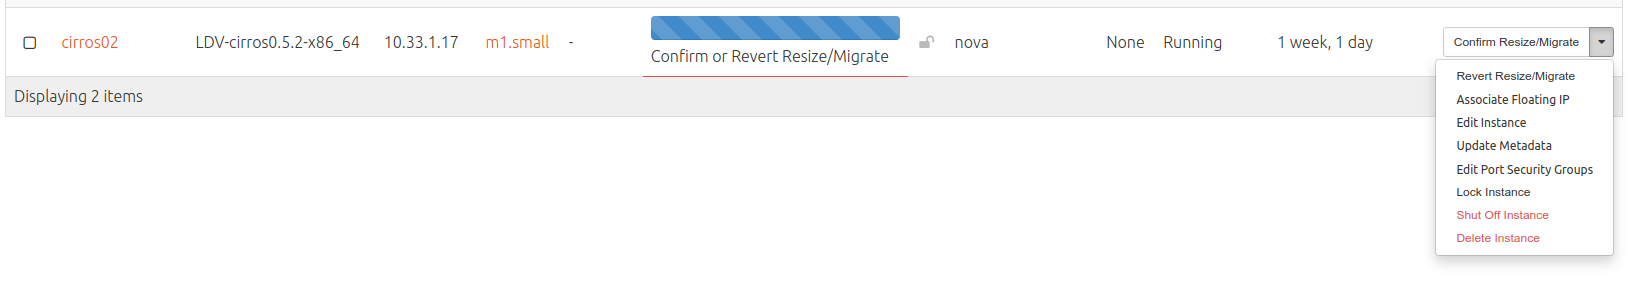 cirros02 LDV-cirros0.5.2-x86_64 10.33.1.17 m1.small - Confirm or Revert Resize/Migrate nova None Running 1 week, 1 day Confirm Resize/Migrate
Revert Resize/Migrate
Associate Floating IP
Edit Instance
Update Metadata
Edit Port Security Groups
Lock Instance
Shut Off Instance
Delete Instance
Displaying 2 items